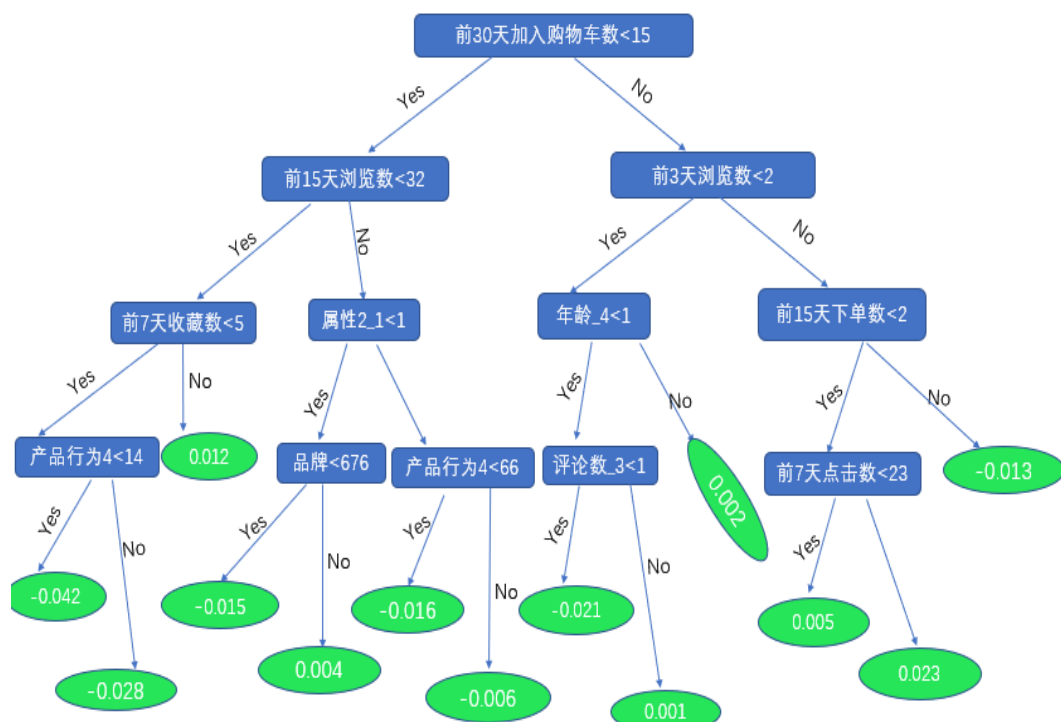 前30天加入购物车数<15
Yes
No
前15天浏览数<32
前3天浏览数<2
Yes
No
Yes
No
前7天收藏数<5
属性2_1<1
年龄_4<1
前15天下单数<2
Yes
No
Yes
Yes
No
Yes
No
产品行为4<14
0.012
品牌<676
产品行为4<66
评论数_3<1
0.002
前7天点击数<23
-0.013
Yes
No
Yes
No
Yes
No
Yes
No
Yes
-0.042
-0.015
-0.016
-0.021
0.005
-0.028
0.004
-0.006
0.001
0.023